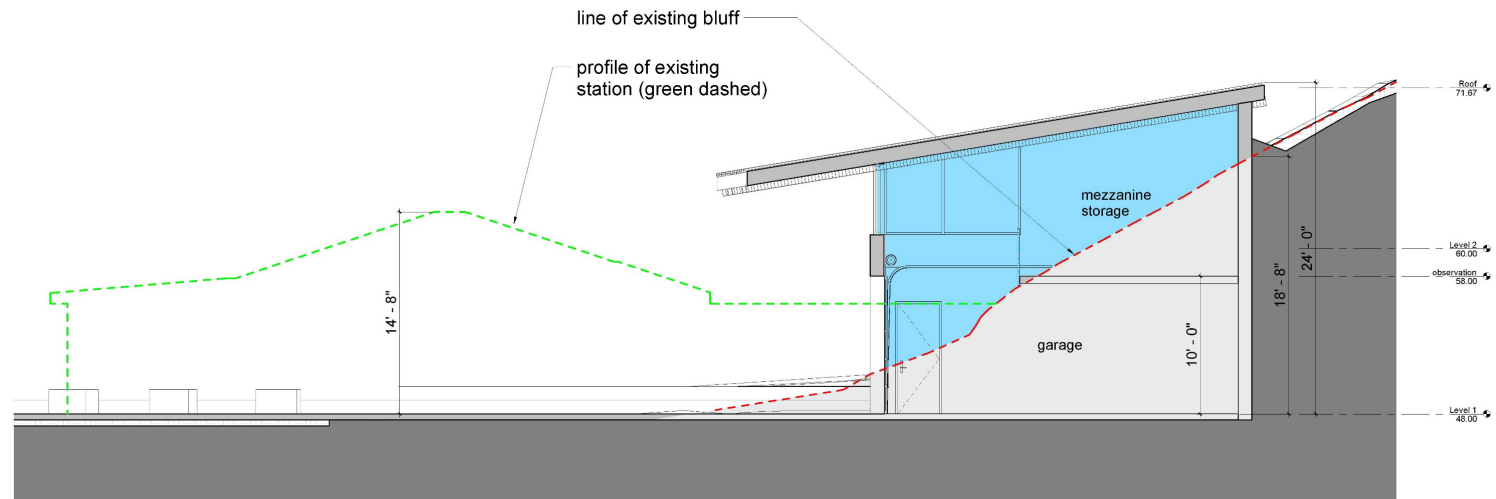 line of existing bluff
profile of existing
station (green dashed)
Roof
71.67
mezzanine
storage
Level 2
60.00
observation
58.00
14' - 8"
18' - 8"
24' - 0"
10' - 0"
garage
Level 1
48.00